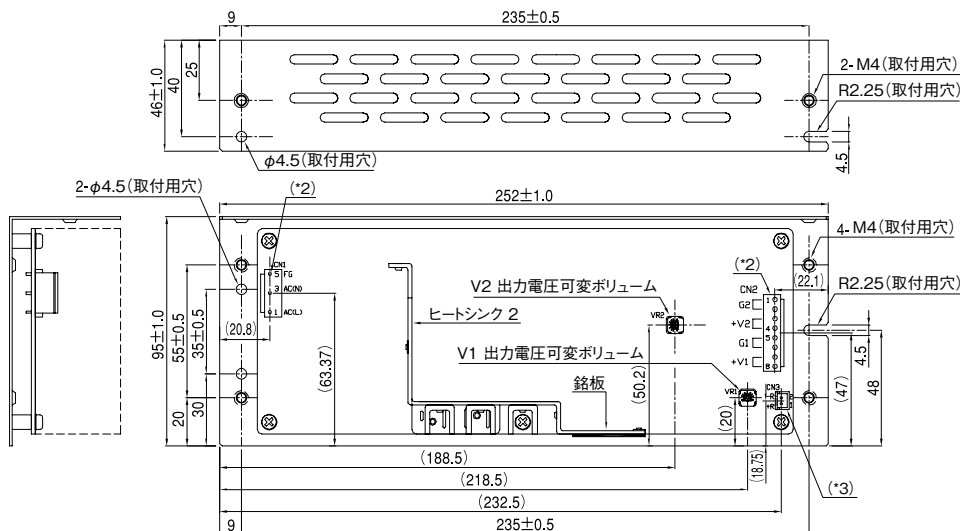 9
235±0.5
46±1.0
40
25
2- M4(取付用穴)
R2.25(取付用穴)
4.5
φ4.5(取付用穴)
2-φ4.5(取付用穴)
(*2)
252±1.0
4- M4(取付用穴)
(*2)
(22.1)
R2.25(取付用穴)
CN1
5 FG
3 AC(N)
1 AC(L)
(20.8)
V2 出力電圧可変ボリューム
VR2
ヒートシンク 2
V1 出力電圧可変ボリューム
VR1
銘板
CN2
G2
+V2
G1
+V1
1
4
5
8
CN3
-R
+R
95±1.0
55±0.5
35±0.5
20
30
(63.37)
(50.2)
(20)
(18.75)
(47)
4.5
48
(188.5)
(218.5)
(232.5)
(*3)
9
235±0.5